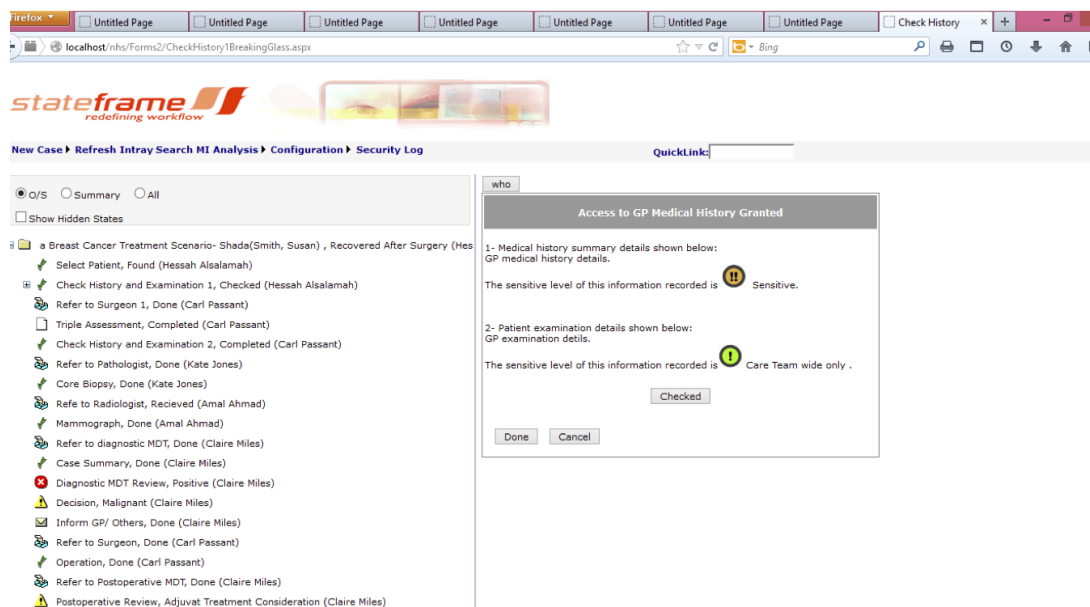 Firefox
Untitled Page
Untitled Page
Untitled Page
Untitled Page
Untitled Page
Untitled Page
Untitled Page
Check History
localhost/nhs/Forms2/CheckHistory1BreakingGlass.aspx
Bing
stateframe
redefining workflow
New Case Refresh Intray Search MI Analysis Configuration Security Log
QuickLink:
O/S Summary All
Show Hidden States
a Breast Cancer Treatment Scenario- Shada(Smith, Susan) , Recovered After Surgery (Hes
Select Patient, Found (Hessah Alsalamah)
Check History and Examination 1, Checked (Hessah Alsalamah)
Refer to Surgeon 1, Done (Carl Passant)
Triple Assessment, Completed (Carl Passant)
Check History and Examination 2, Completed (Carl Passant)
Refer to Pathologist, Done (Kate Jones)
Core Biopsy, Done (Kate Jones)
Refe to Radiologist, Recieved (Amal Ahmad)
Mammograph, Done (Amal Ahmad)
Refer to diagnostic MDT, Done (Claire Miles)
Case Summary, Done (Claire Miles)
Diagnostic MDT Review, Positive (Claire Miles)
Decision, Malignant (Claire Miles)
Inform GP/ Others, Done (Claire Miles)
Refer to Surgeon, Done (Carl Passant)
Operation, Done (Carl Passant)
Refer to Postoperative MDT, Done (Claire Miles)
Postoperative Review, Adjuvat Treatment Consideration (Claire Miles)
who
Access to GP Medical History Granted
1- Medical history summary details shown below:
GP medical history details.
The sensitive level of this information recorded is !! Sensitive.
2- Patient examination details shown below:
GP examination detils.
The sensitive level of this information recorded is ! Care Team wide only .
Checked
Done Cancel